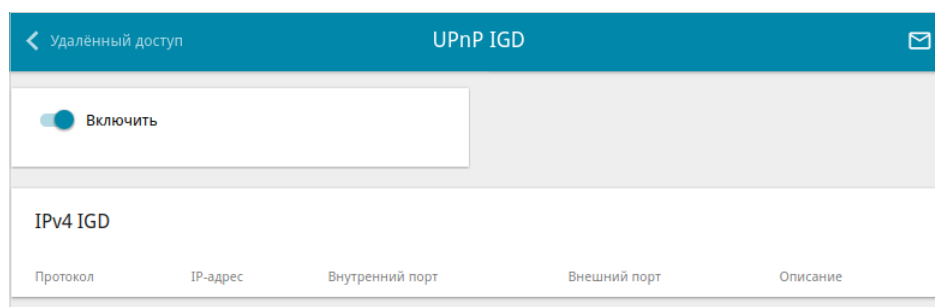 Удалённый доступ UPnP IGD
Включить
IPv4 IGD
Протокол IP-адрес Внутренний порт Внешний порт Описание